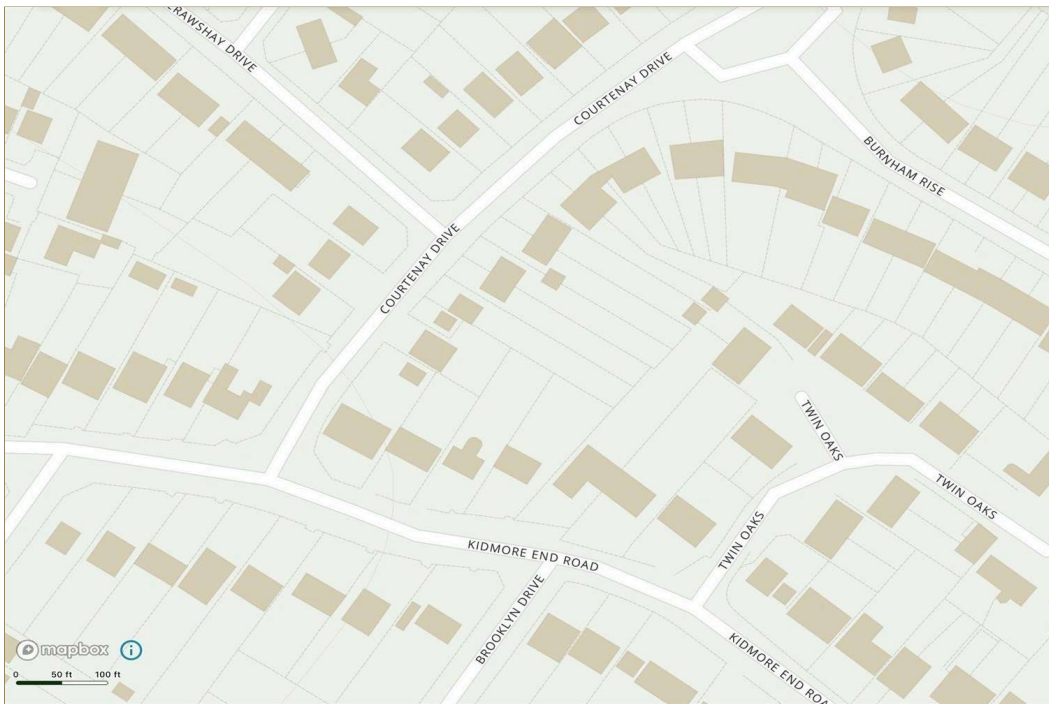 CRAWSHAY DRIVE
COURTENAY DRIVE
BURNHAM RISE
COURTENAY DRIVE
TWIN OAKS
TWIN OAKS
TWIN OAKS
KIDMORE END ROAD
BROOKLYN DRIVE
KIDMORE END ROA
mapbox i
0 50 ft 100 ft